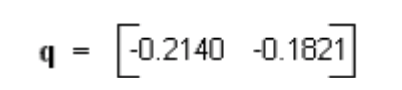 q = [-0.2140 -0.1821]